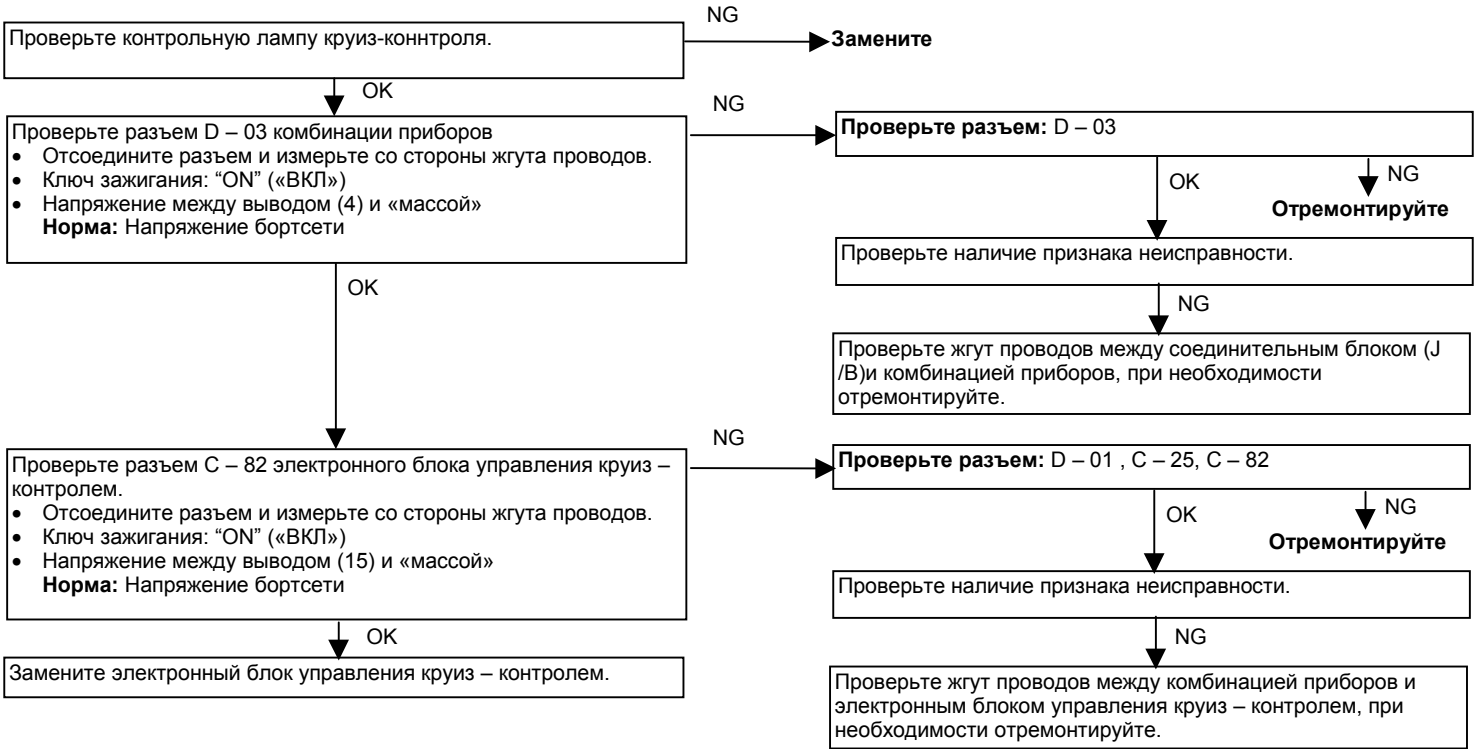 NG
Проверьте контрольную лампу круиз-коннтроля.
Замените
OK
NG
Проверьте разъем D – 03 комбинации приборов
• Отсоедините разъем и измерьте со стороны жгута проводов.
• Ключ зажигания: “ON” («ВКЛ»)
• Напряжение между выводом (4) и «массой»
Норма: Напряжение бортсети
Проверьте разъем: D – 03
OK
NG
Отремонтируйте
Проверьте наличие признака неисправности.
OK
NG
Проверьте жгут проводов между соединительным блоком (J
/B)и комбинацией приборов, при необходимости
отремонтируйте.
NG
Проверьте разъем C – 82 электронного блока управления круиз –
контролем.
• Отсоедините разъем и измерьте со стороны жгута проводов.
• Ключ зажигания: “ON” («ВКЛ»)
• Напряжение между выводом (15) и «массой»
Норма: Напряжение бортсети
Проверьте разъем: D – 01 , C – 25, C – 82
OK
NG
Отремонтируйте
Проверьте наличие признака неисправности.
OK
NG
Замените электронный блок управления круиз – контролем.
Проверьте жгут проводов между комбинацией приборов и
электронным блоком управления круиз – контролем, при
необходимости отремонтируйте.